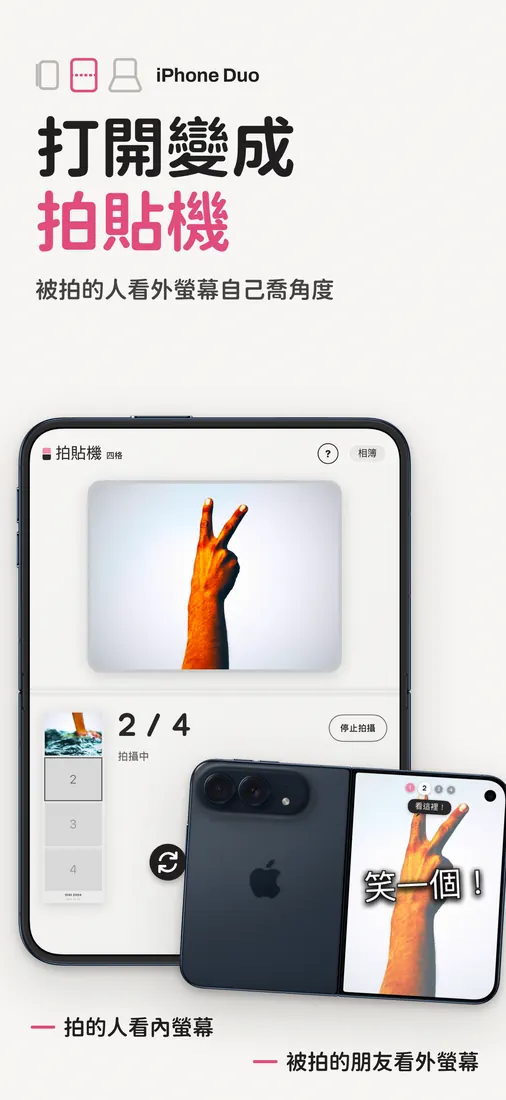 iPhone Duo
打開變成
拍貼機
被拍的人看外螢幕自己喬角度
拍貼機 四格
?
相簿
2 / 4
拍攝中
停止拍攝
2
3
4
1 2 3 4
看這裡！
笑一個！
拍的人看內螢幕
被拍的朋友看外螢幕